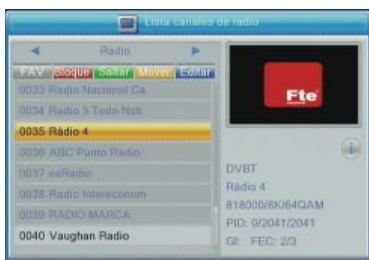 Lista canales de radio
Radio
FAV Bloque Saltar Mover Editar
0033 Radio Nacional Ca
0034 Radio 5 Todo Noti
0035 Ràdio 4
0036 ABC Punto Radio
0037 esRadio
0038 Radio Intereconom
0039 RADIO MARCA
0040 Vaughan Radio
Fte
DVBT
Ràdio 4
818000/8K/64QAM
PID: 0/2041/2041
GI: FEC: 2/3